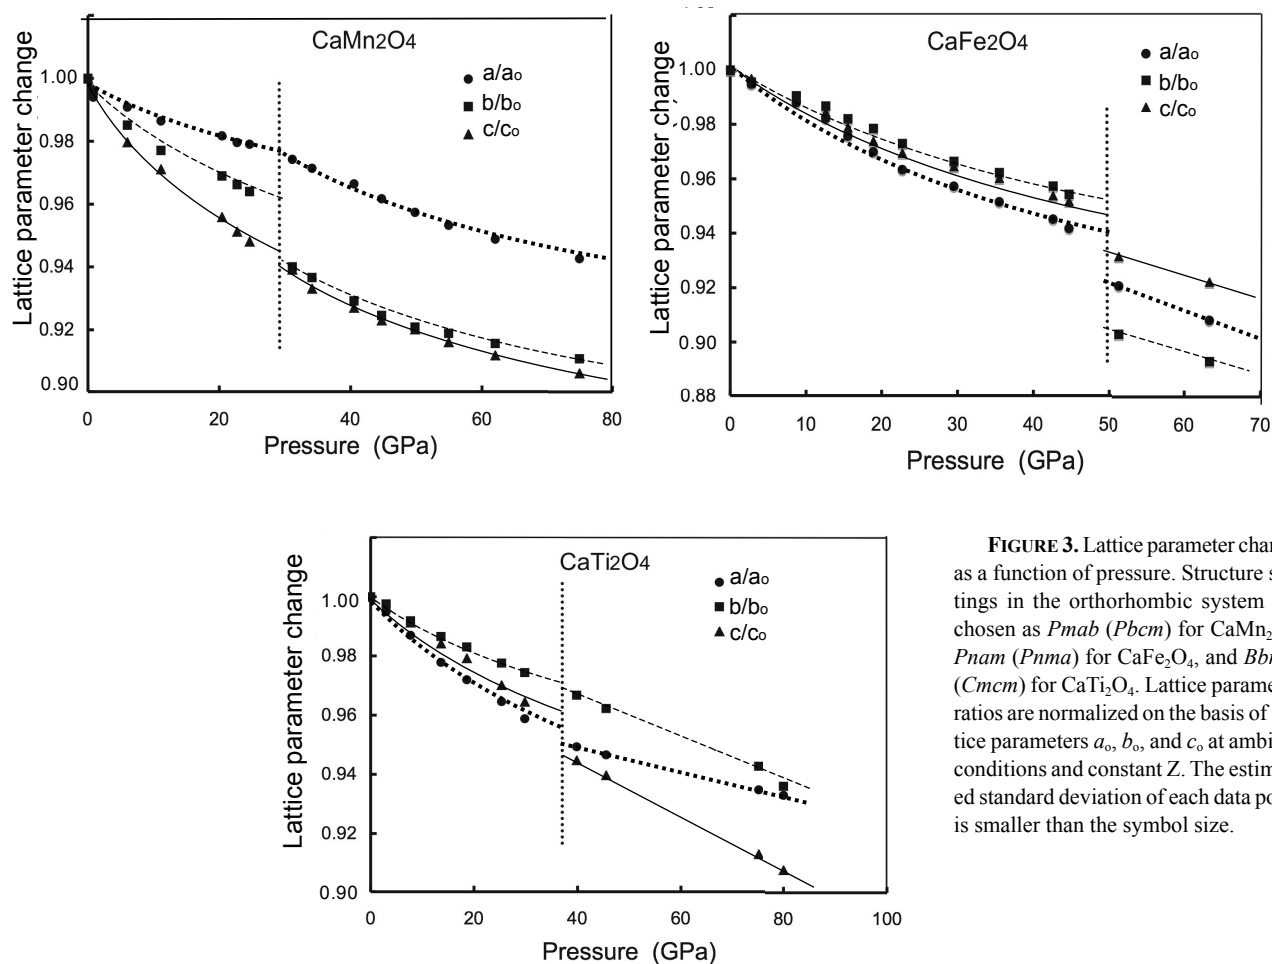 CaMn2O4
a/ao
b/bo
c/co
Lattice parameter change
1.00
0.98
0.96
0.94
0.92
0.90
0 20 40 60 80
Pressure (GPa)
CaFe2O4
a/ao
b/bo
c/co
Lattice parameter change
1.00
0.98
0.96
0.94
0.92
0.90
0.88
0 10 20 30 40 50 60 70
Pressure (GPa)
CaTi2O4
a/ao
b/bo
c/co
Lattice parameter change
1.00
0.98
0.96
0.94
0.92
0.90
0 20 40 60 80 100
Pressure (GPa)
FIGURE 3. Lattice parameter chan
as a function of pressure. Structure s
tings in the orthorhombic system
chosen as Pmab (Pbcm) for CaMn2
Pnam (Pnma) for CaFe2O4, and Bb
(Cmcm) for CaTi2O4. Lattice parame
ratios are normalized on the basis of
tice parameters ao, bo, and co at ambi
conditions and constant Z. The estim
ed standard deviation of each data po
is smaller than the symbol size.